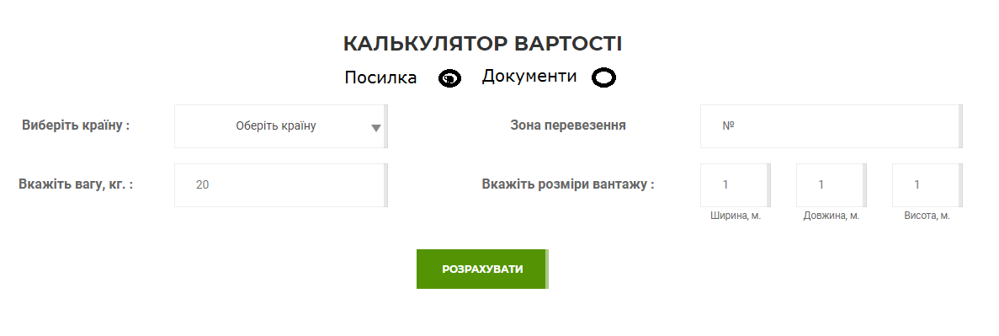 КАЛЬКУЛЯТОР ВАРТОСТІ
Посилка Документи
Виберіть країну : Оберіть країну Зона перевезення №
Вкажіть вагу, кг. : 20 Вкажіть розміри вантажу : 1 1 1
Ширина, м. Довжина, м. Висота, м.
РОЗРАХУВАТИ